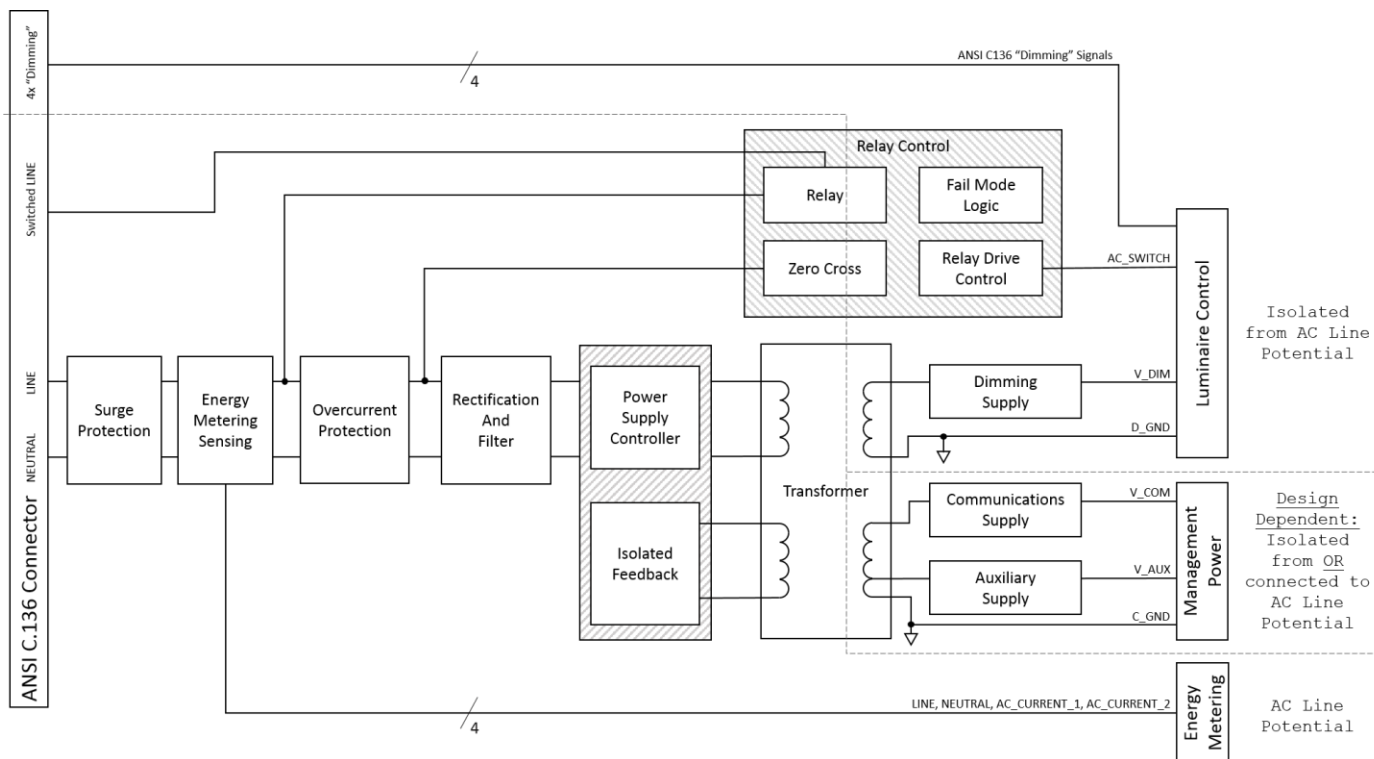 4x "Dimming"
ANSI C136 "Dimming" Signals
4
Switched LINE
Relay Control
Relay
Fail Mode
Logic
Zero Cross
Relay Drive
Control
AC_SWITCH
Luminaire Control
Isolated
from AC Line
Potential
LINE
NEUTRAL
Surge
Protection
Energy
Metering
Sensing
Overcurrent
Protection
Rectification
And
Filter
Power
Supply
Controller
Isolated
Feedback
Transformer
Dimming
Supply
V_DIM
D_GND
Communications
Supply
V_COM
Auxiliary
Supply
V_AUX
C_GND
Management
Power
Design
Dependent:
Isolated
from OR
connected to
AC Line
Potential
ANSI C.136 Connector
4
LINE, NEUTRAL, AC_CURRENT_1, AC_CURRENT_2
Energy
Metering
AC Line
Potential